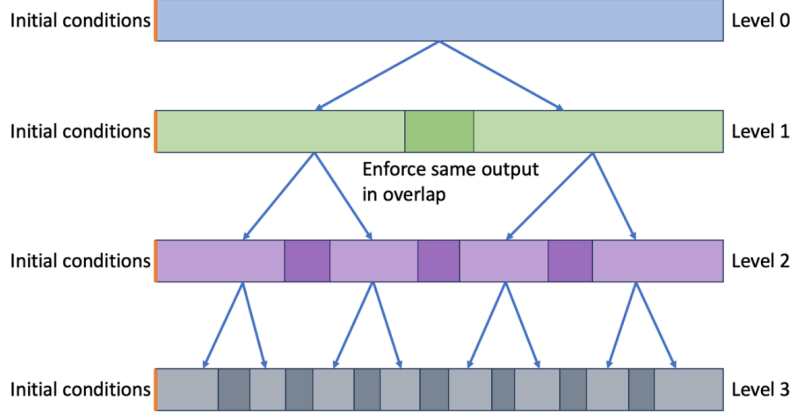 Initial conditions
Level 0
Initial conditions
Level 1
Enforce same output
in overlap
Initial conditions
Level 2
Initial conditions
Level 3